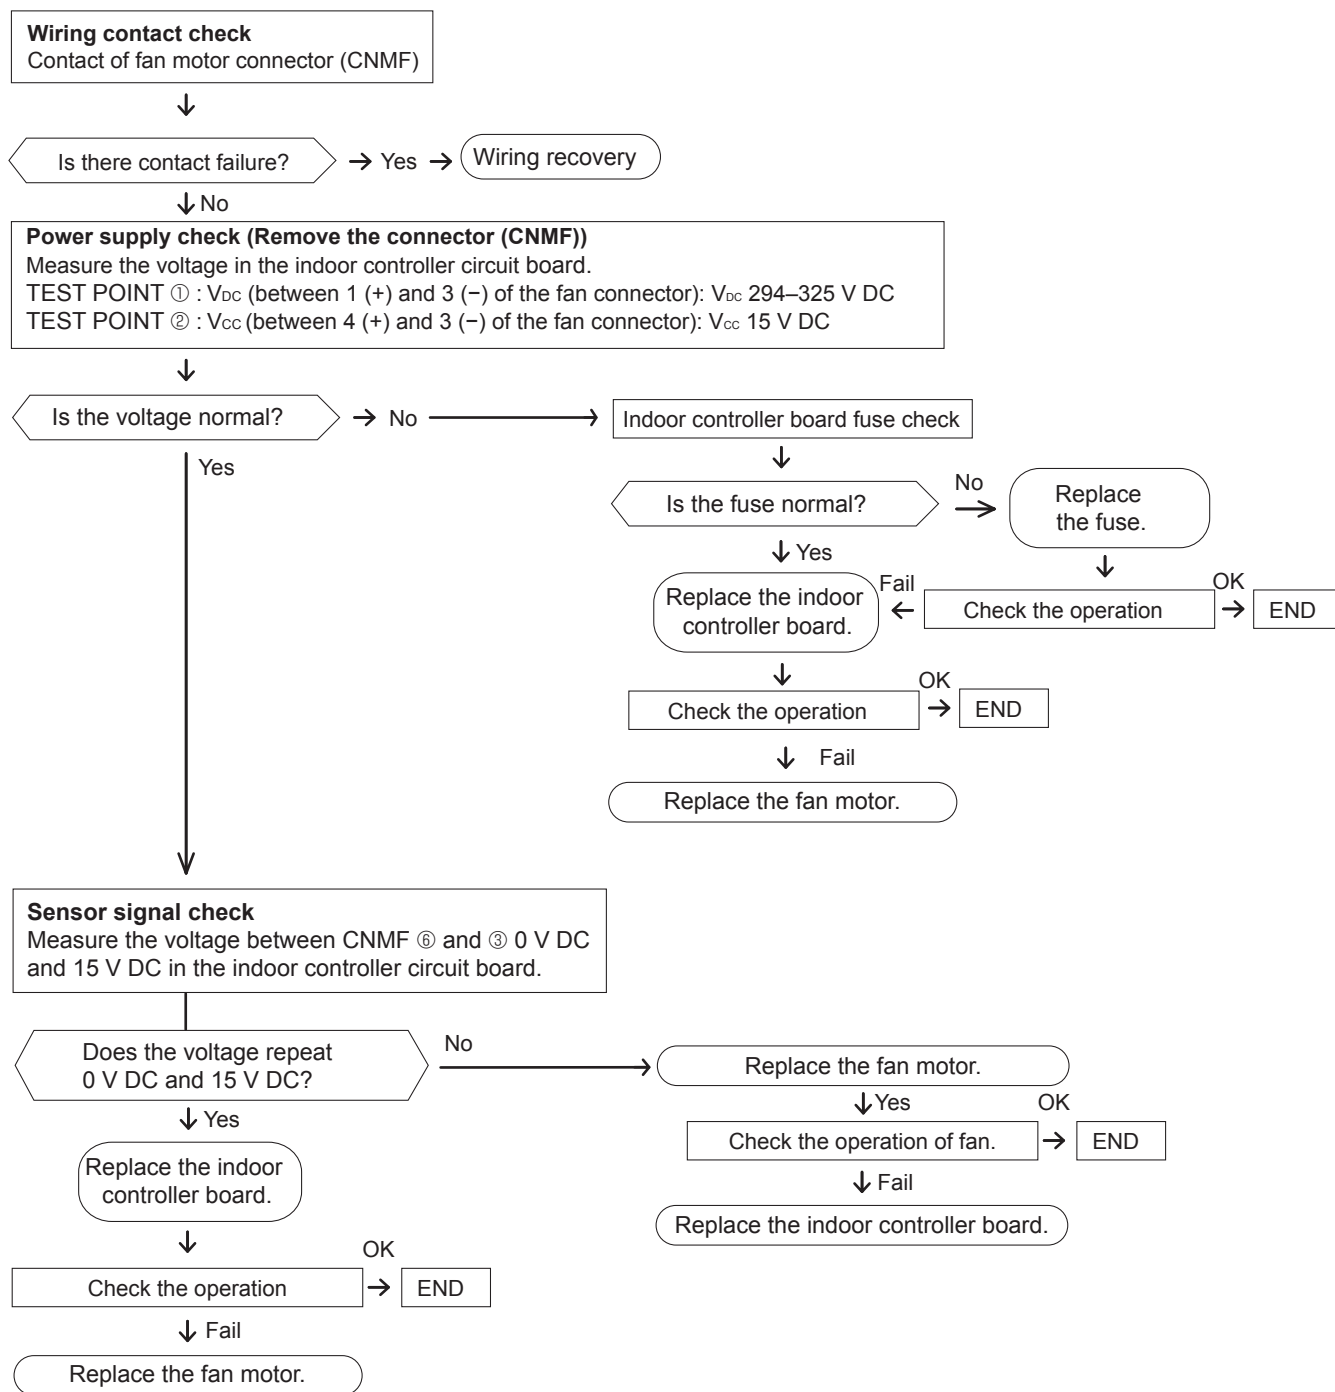 Wiring contact check
Contact of fan motor connector (CNMF)
Is there contact failure?
Yes
Wiring recovery
No
Power supply check (Remove the connector (CNMF))
Measure the voltage in the indoor controller circuit board.
TEST POINT ① : VDC (between 1 (+) and 3 (−) of the fan connector): VDC 294–325 V DC
TEST POINT ② : VCC (between 4 (+) and 3 (−) of the fan connector): VCC 15 V DC
Is the voltage normal?
No
Indoor controller board fuse check
Yes
Is the fuse normal?
No
Replace
the fuse.
Yes
Replace the indoor
controller board.
Fail
Check the operation
OK
END
Check the operation
OK
END
Fail
Replace the fan motor.
Sensor signal check
Measure the voltage between CNMF ⑥ and ③ 0 V DC
and 15 V DC in the indoor controller circuit board.
Does the voltage repeat
0 V DC and 15 V DC?
No
Replace the fan motor.
Yes
Check the operation of fan.
OK
END
Fail
Replace the indoor controller board.
Yes
Replace the indoor
controller board.
Check the operation
OK
END
Fail
Replace the fan motor.